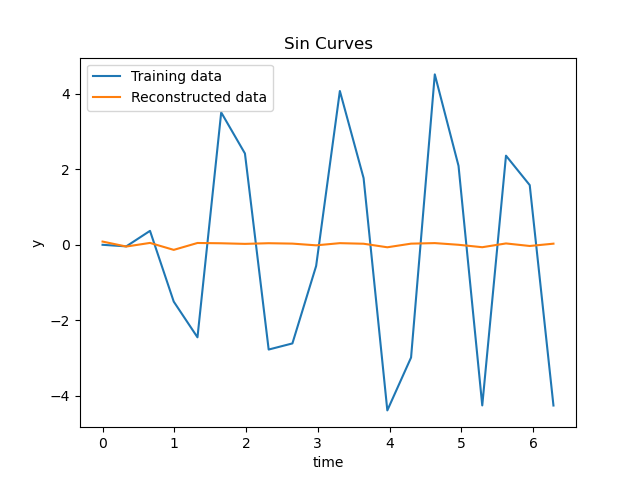 Sin Curves
Training data
Reconstructed data
4
2
0
−2
−4
y
0 1 2 3 4 5 6
time